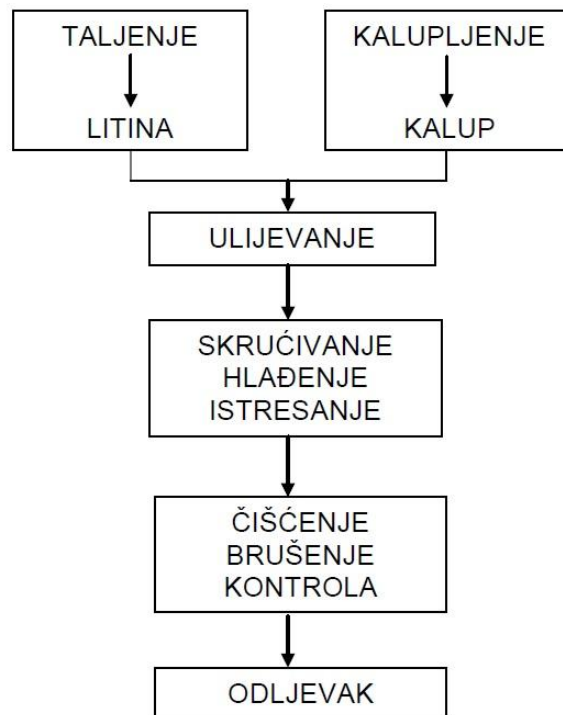 TALJENJE
LITINA
KALUPLJENJE
KALUP
ULIJEVANJE
SKRUĆIVANJE
HLAĐENJE
ISTRESANJE
ČIŠĆENJE
BRUŠENJE
KONTROLA
ODLJEVAK